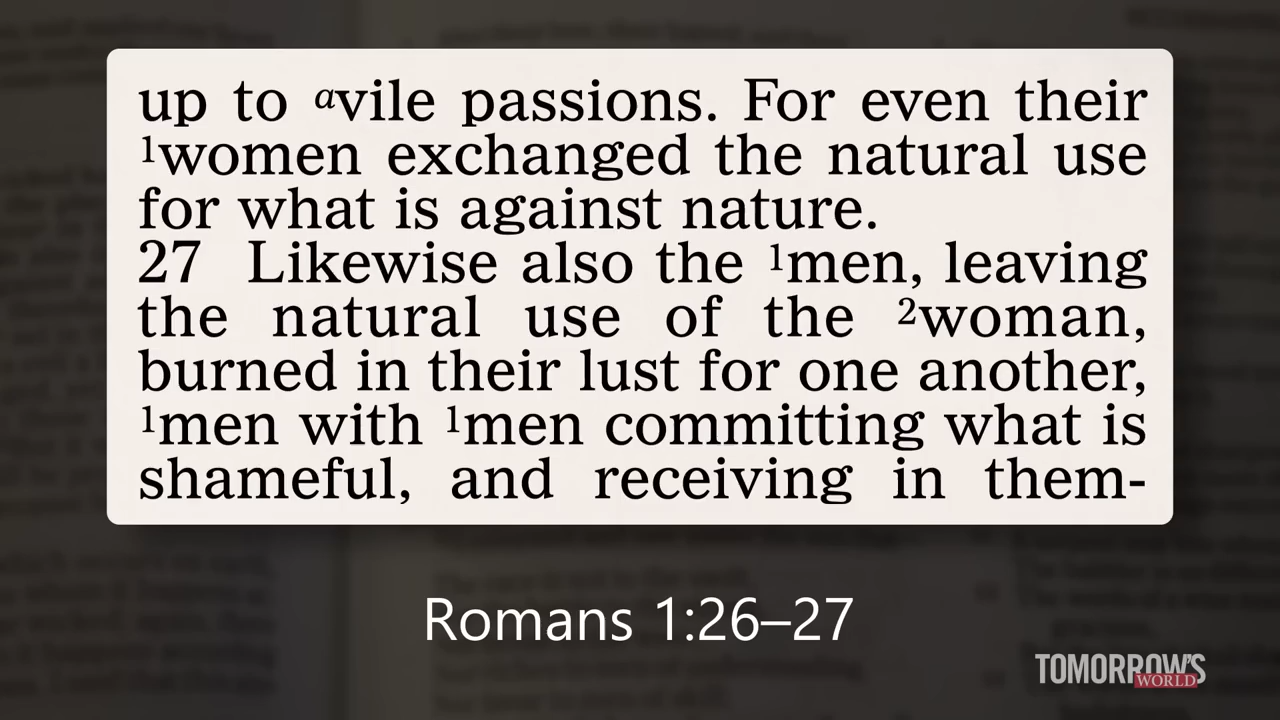 up to avile passions. For even their
1women exchanged the natural use
for what is against nature.
27 Likewise also the 1men, leaving
the natural use of the 2woman,
burned in their lust for one another,
1men with 1men committing what is
shameful, and receiving in them-
Romans 1:26–27
TOMORROW'S
WORLD